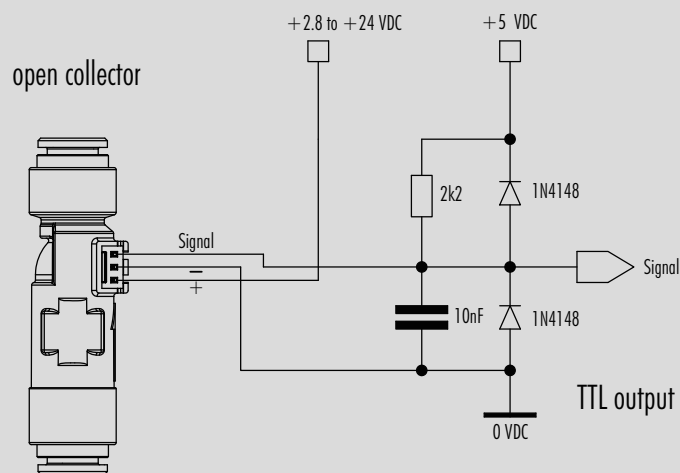 +2.8 to +24 VDC
+5 VDC
open collector
2k2
1N4148
Signal
−
+
Signal
10nF
1N4148
TTL output
0 VDC